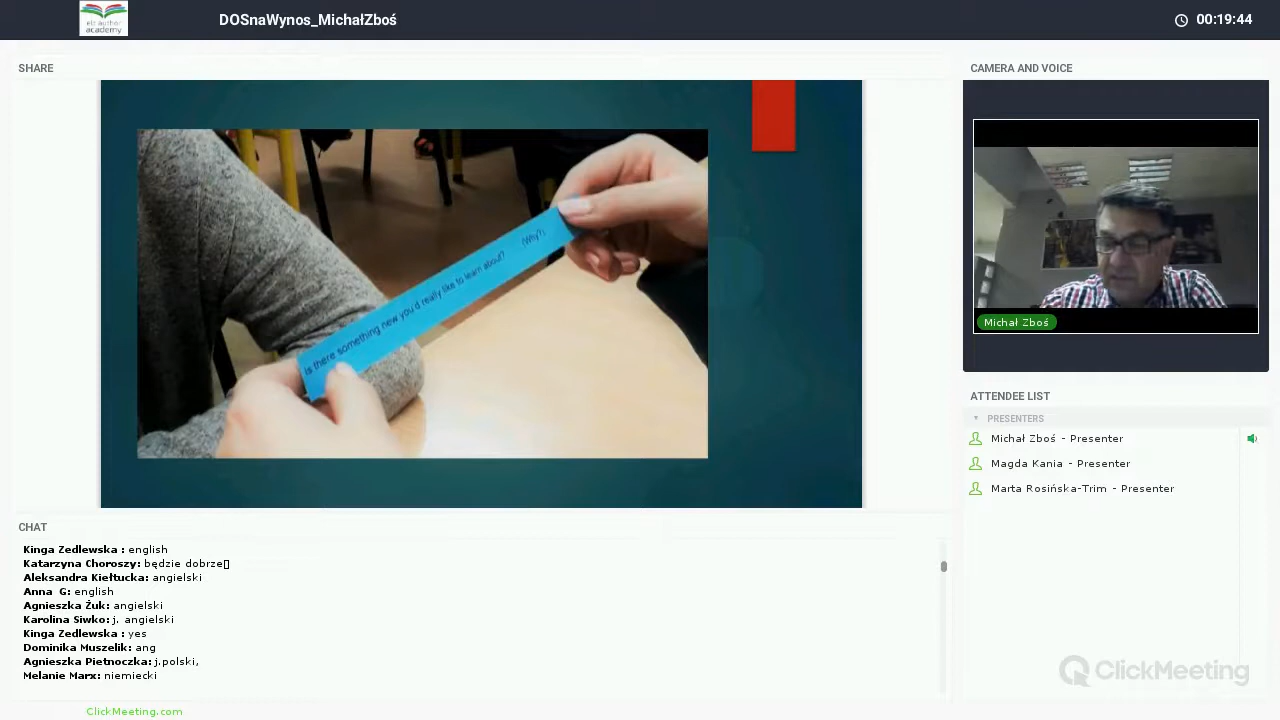 elt author
academy
DOSnaWynos_MichałZboś
00:19:44
SHARE
CAMERA AND VOICE
is there something new you'd really like to learn about? (Why?)
Michał Zboś
ATTENDEE LIST
PRESENTERS
Michał Zboś - Presenter
Magda Kania - Presenter
Marta Rosińska-Trim - Presenter
CHAT
Kinga Zedlewska : english
Katarzyna Choroszy: będzie dobrze
Aleksandra Kiełtucka: angielski
Anna G: english
Agnieszka Żuk: angielski
Karolina Siwko: j. angielski
Kinga Zedlewska : yes
Dominika Muszelik: ang
Agnieszka Pietnoczka: j.polski,
Melanie Marx: niemiecki
ClickMeeting
ClickMeeting.com